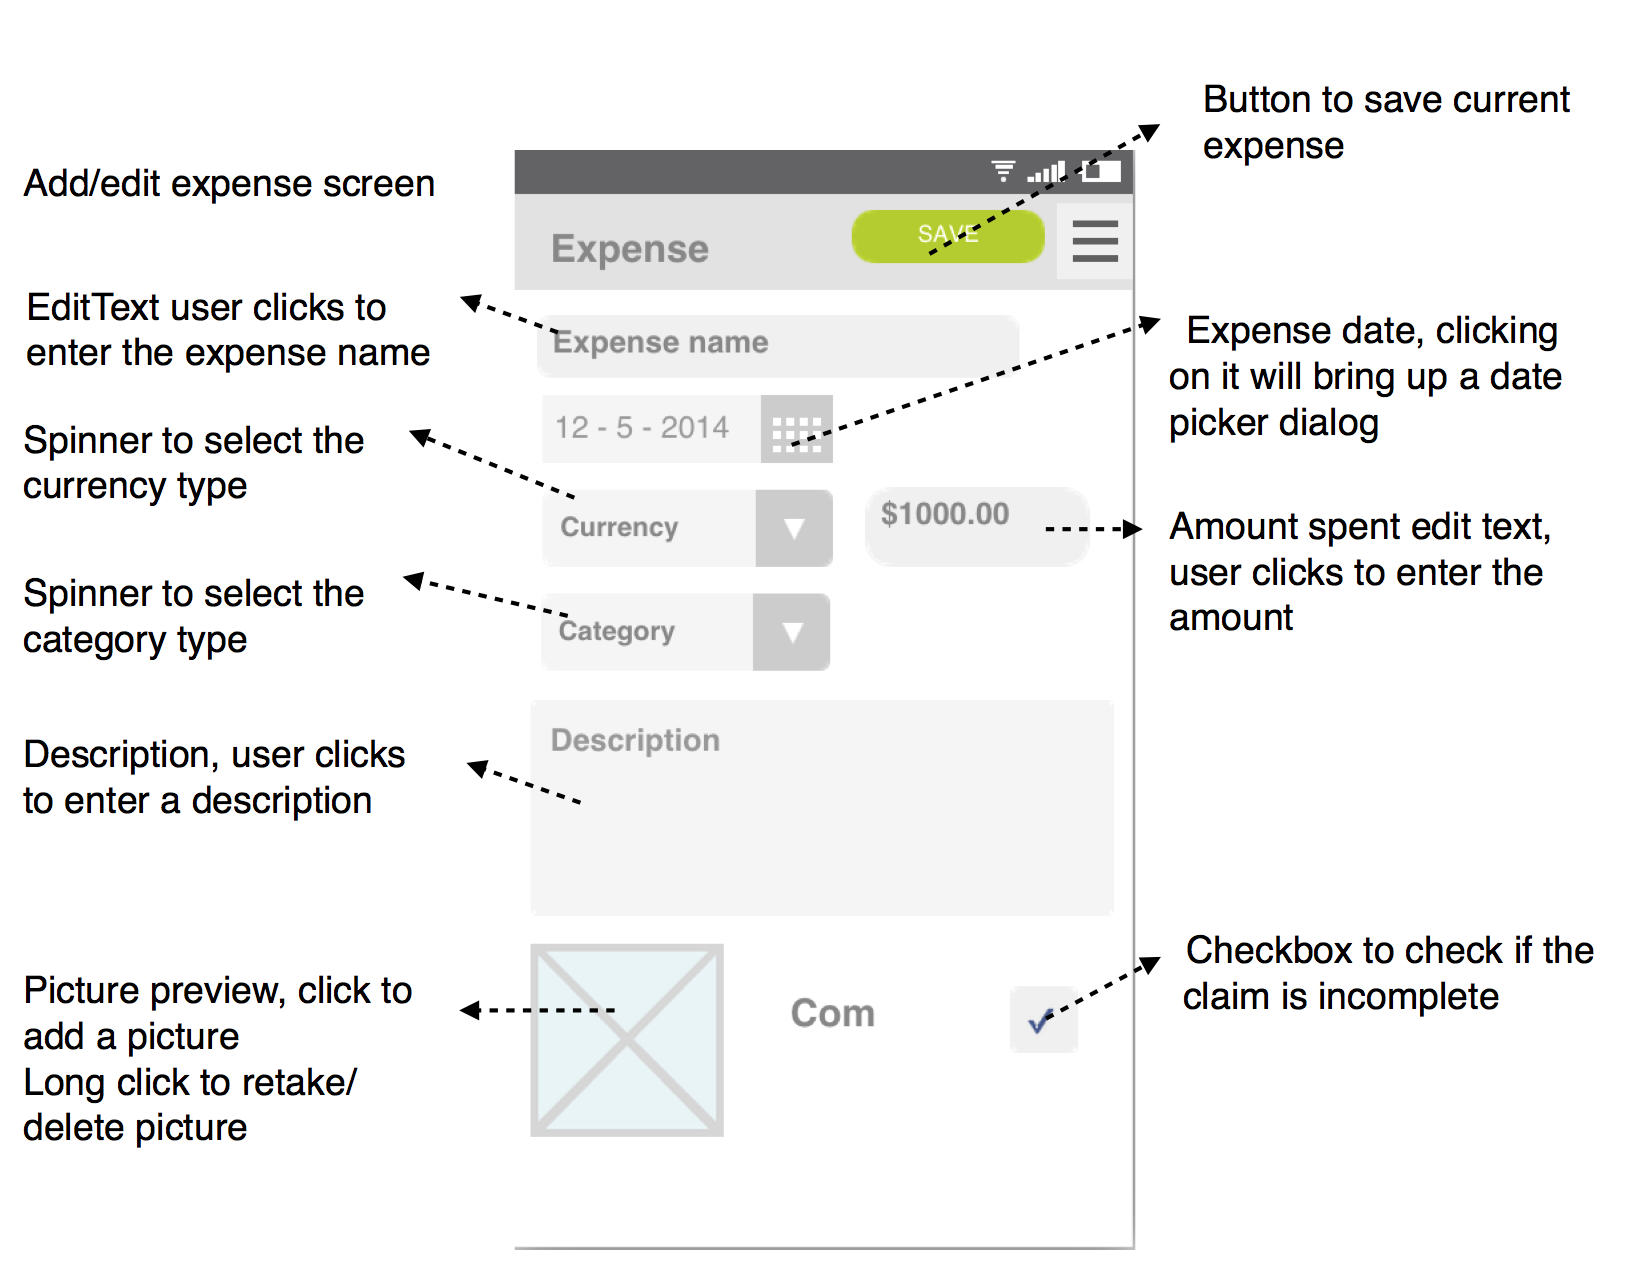 Button to save current
expense
Add/edit expense screen
SAVE
Expense
EditText user clicks to
enter the expense name
Expense name
Expense date, clicking
on it will bring up a date
picker dialog
12 - 5 - 2014
Spinner to select the
currency type
Currency
$1000.00
Amount spent edit text,
user clicks to enter the
amount
Spinner to select the
category type
Category
Description, user clicks
to enter a description
Description
Picture preview, click to
add a picture
Long click to retake/
delete picture
Com
Checkbox to check if the
claim is incomplete